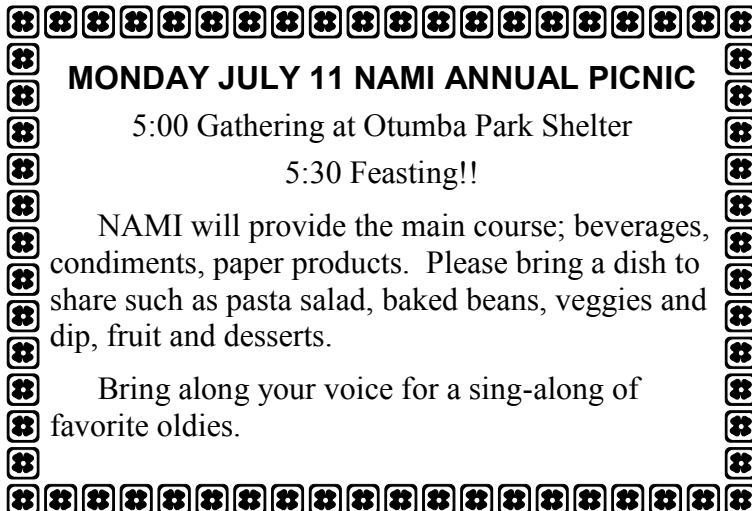 MONDAY JULY 11 NAMI ANNUAL PICNIC
5:00 Gathering at Otumba Park Shelter
5:30 Feasting!!
NAMI will provide the main course; beverages,
condiments, paper products.  Please bring a dish to
share such as pasta salad, baked beans, veggies and
dip, fruit and desserts.
Bring along your voice for a sing-along of
favorite oldies.